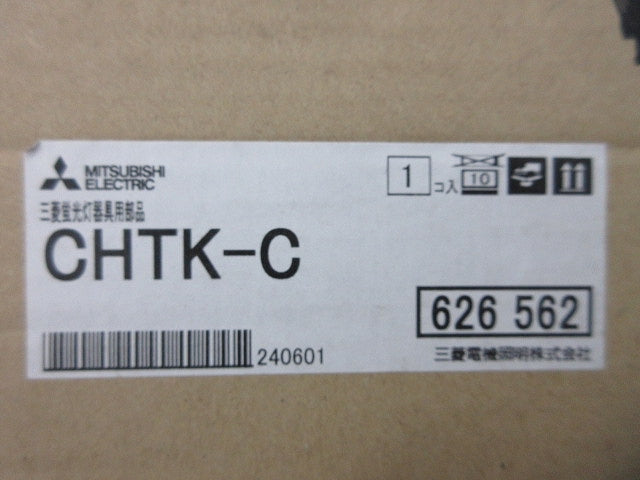 MITSUBISHI
ELECTRIC
1 コ入
10
三菱蛍光灯器具用部品
CHTK-C
626 562
240601
三菱電機照明株式会社